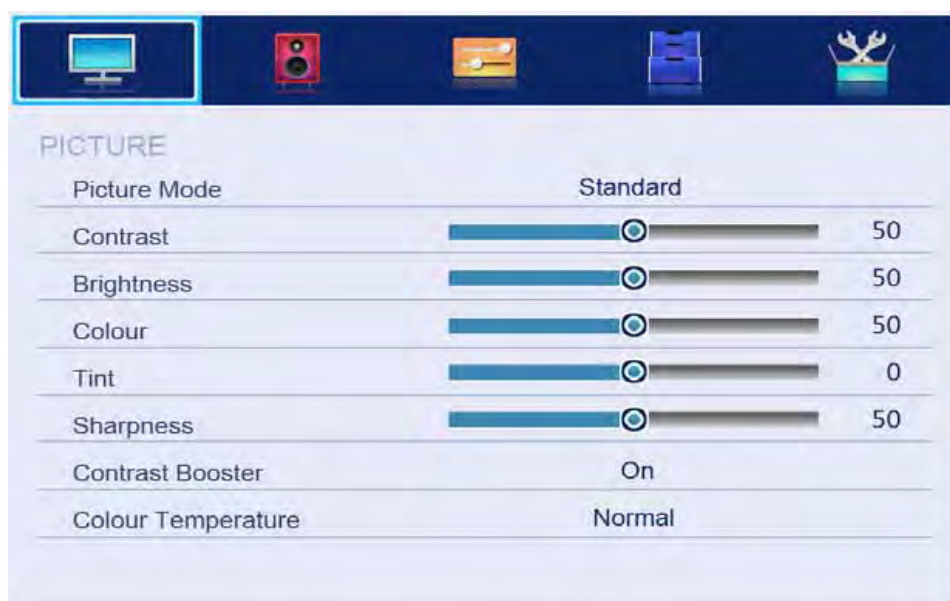 PICTURE
Picture Mode Standard
Contrast 50
Brightness 50
Colour 50
Tint 0
Sharpness 50
Contrast Booster On
Colour Temperature Normal